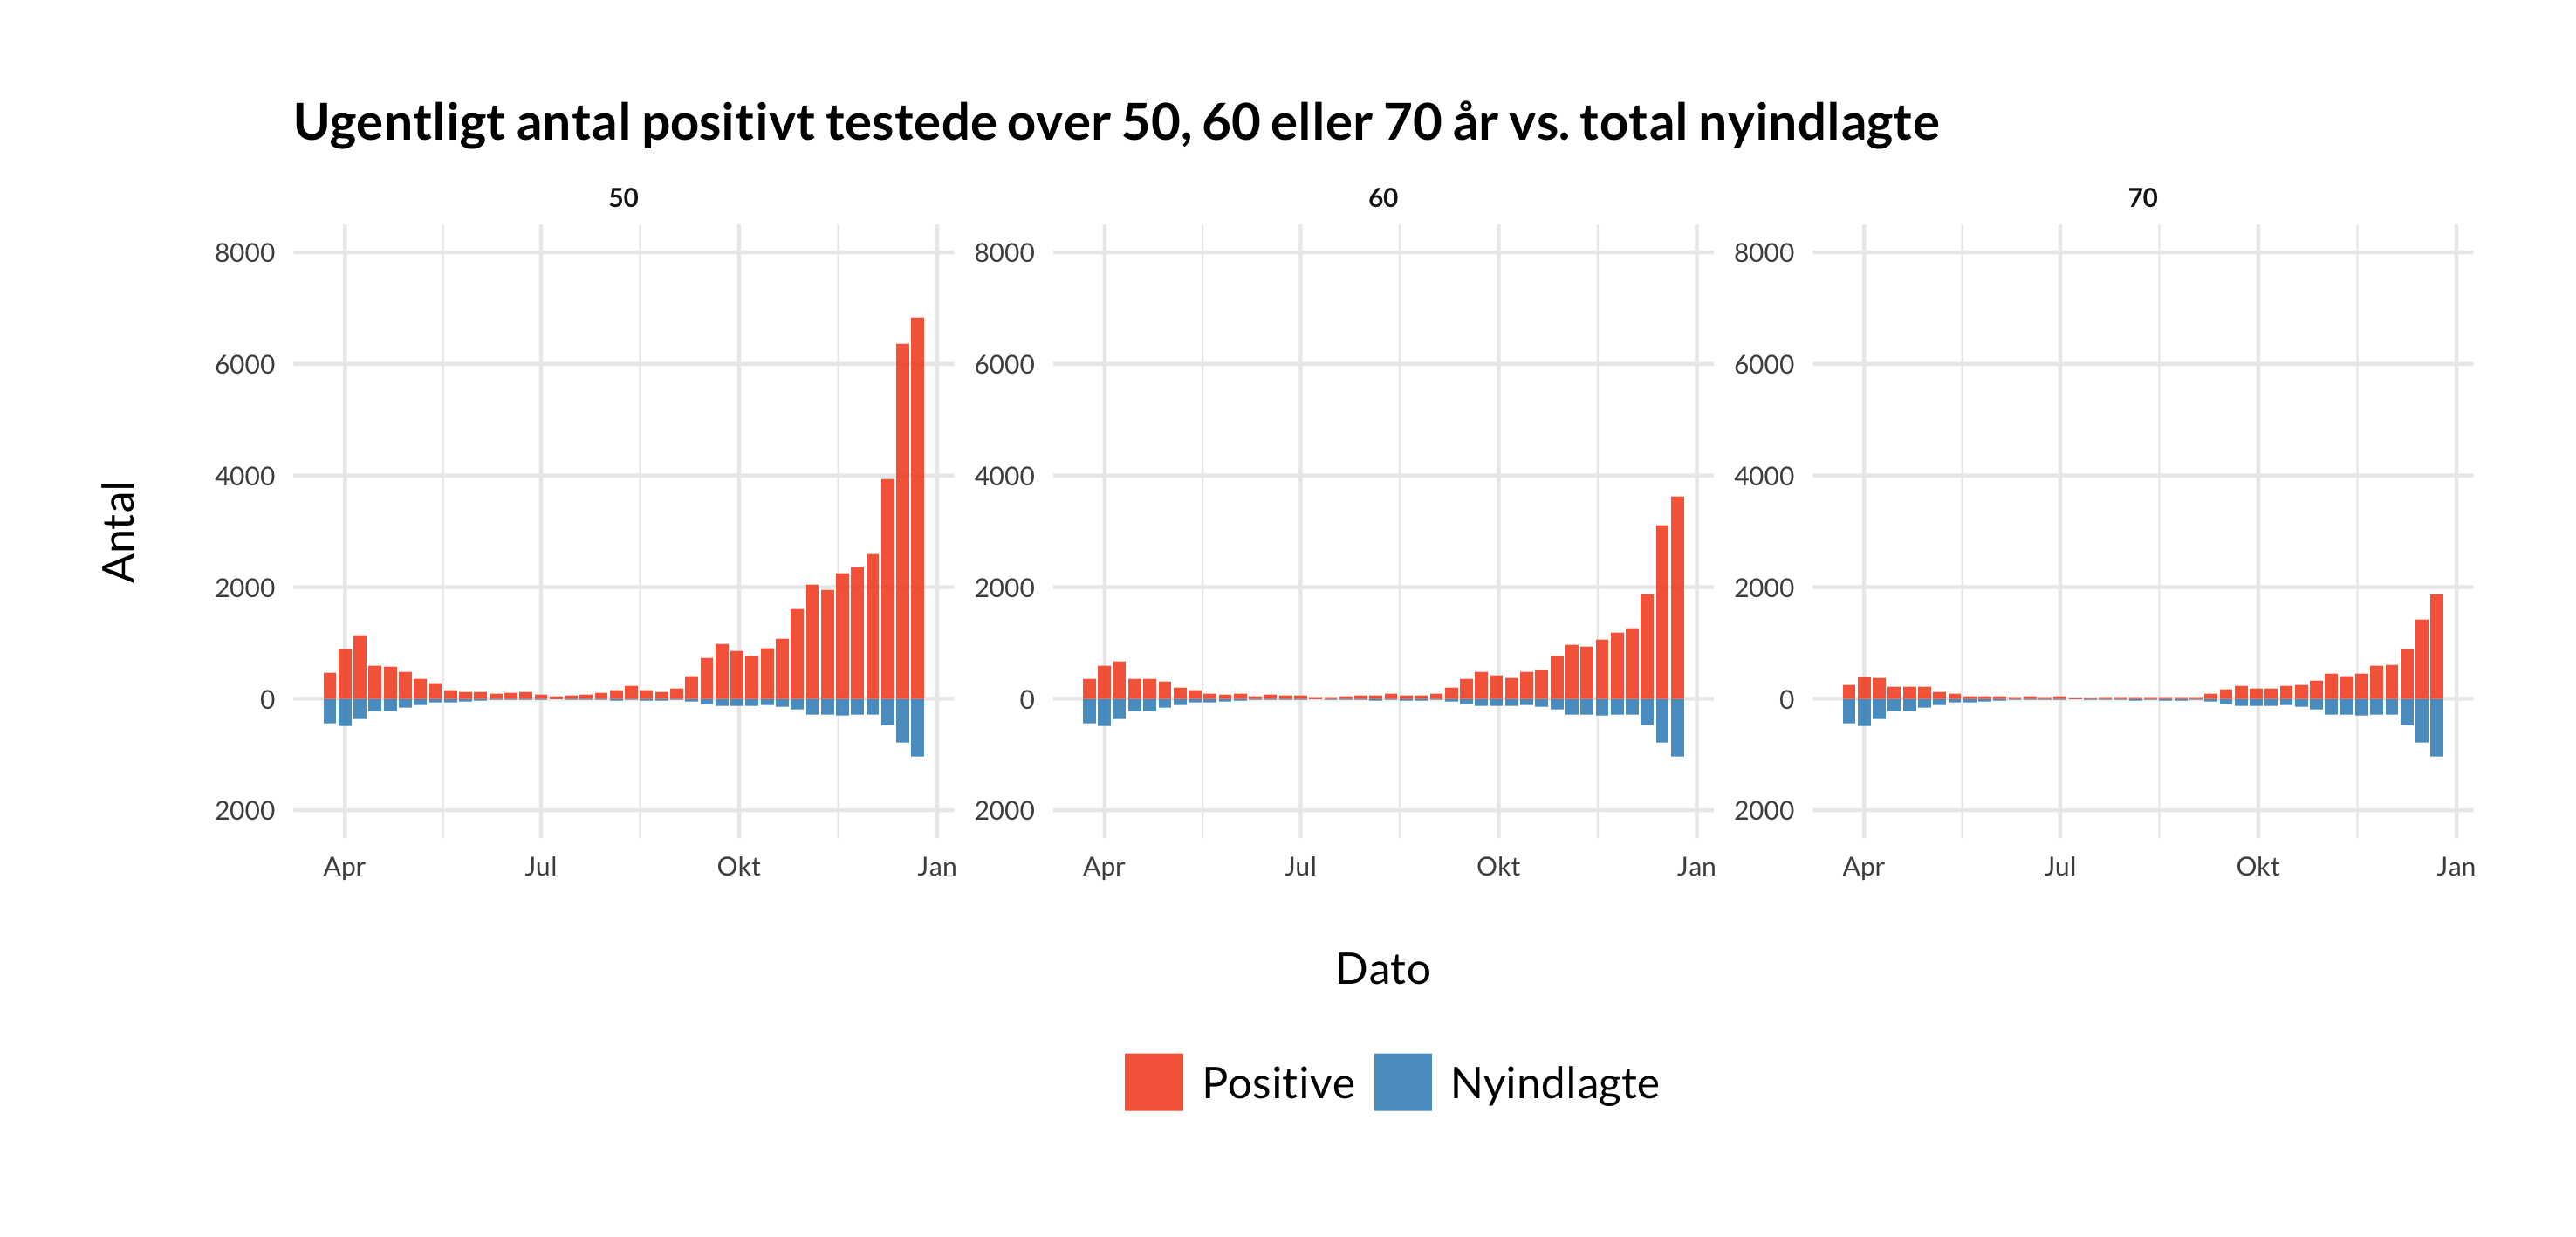 Ugentligt antal positivt testede over 50, 60 eller 70 år vs. total nyindlagte
50 60 70
8000 8000 8000
6000 6000 6000
4000 4000 4000
2000 2000 2000
0 0 0
2000 2000 2000
Antal
Apr Jul Okt Jan Apr Jul Okt Jan Apr Jul Okt Jan
Dato
Positive Nyindlagte